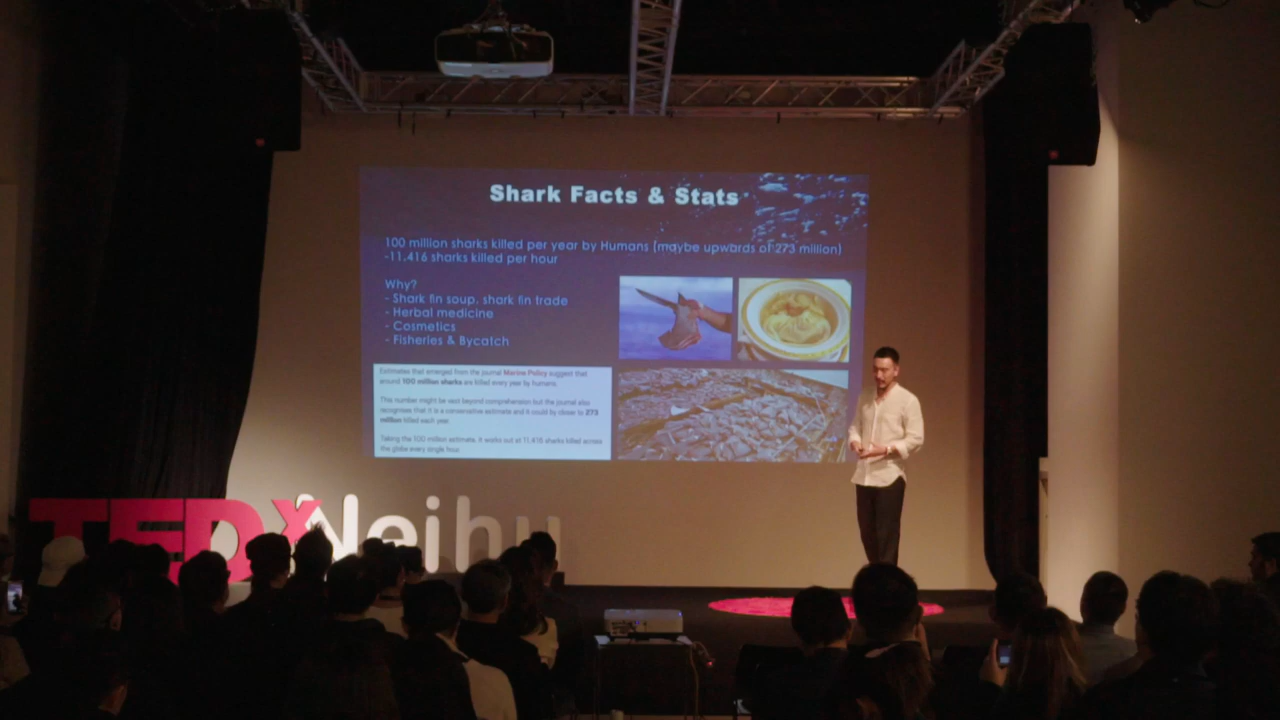 Shark Facts & Stats
100 million sharks killed per year by Humans (maybe upwards of 273 million)
-11.416 sharks killed per hour
Why?
- Shark fin soup. shark fin trade
- Herbal medicine
- Cosmetics
- Fisheries & Bycatch
Estimates that emerged from the journal Marine Policy suggest that
around 100 million sharks are killed every year by humans.
This number might be vast beyond comprehension but the journal also
recognises that it is a conservative estimate and it could by closer to 273
million killed each year.
Taking the 100 million estimate, it works out at 11,416 sharks killed across
the globe every single hour.
TEDxNeihu